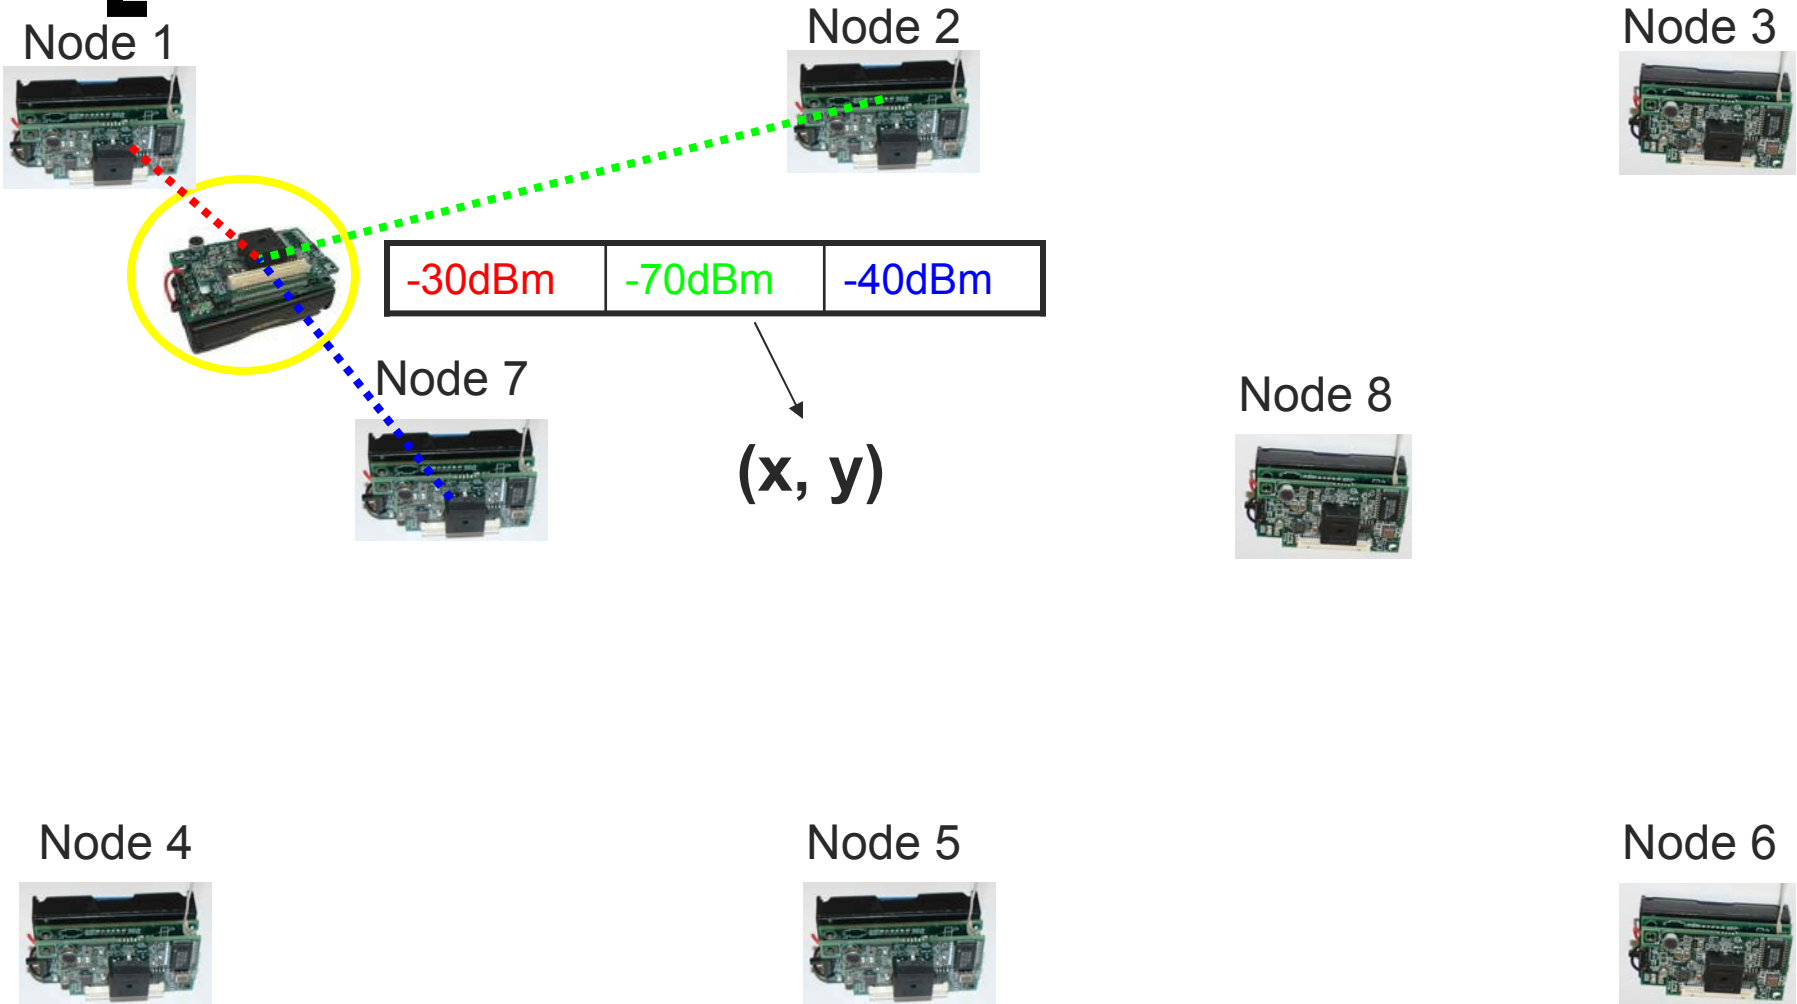 Node 1
Node 2
Node 3
-30dBm -70dBm -40dBm
Node 7
Node 8
(x, y)
Node 4
Node 5
Node 6